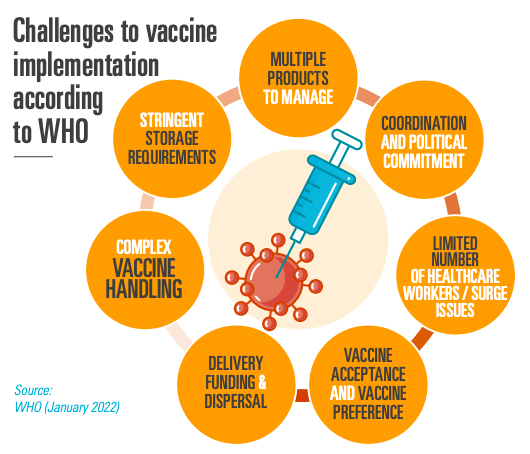 Challenges to vaccine
implementation
according
to WHO
MULTIPLE
PRODUCTS
TO MANAGE
COORDINATION
AND POLITICAL
COMMITMENT
LIMITED
NUMBER
OF HEALTHCARE
WORKERS / SURGE
ISSUES
VACCINE
ACCEPTANCE
AND VACCINE
PREFERENCE
DELIVERY
FUNDING &
DISPERSAL
COMPLEX
VACCINE
HANDLING
STRINGENT
STORAGE
REQUIREMENTS
Source:
WHO (January 2022)